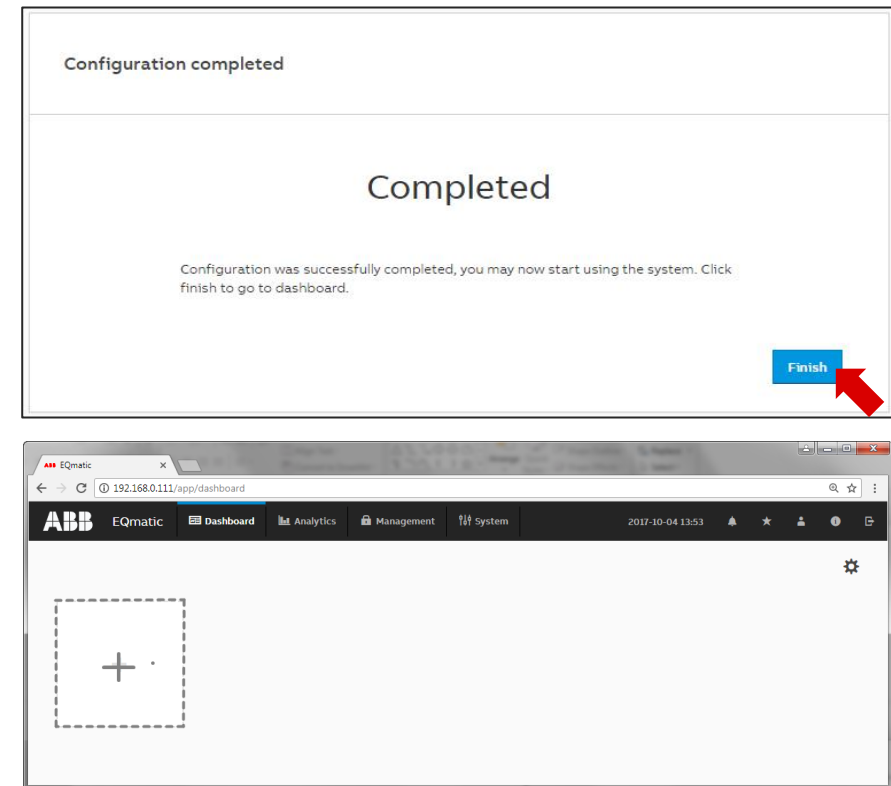 Configuration completed
Completed
Configuration was successfully completed, you may now start using the system. Click
finish to go to dashboard.
Finish
ABB EQmatic
192.168.0.111/app/dashboard
ABB EQmatic Dashboard Analytics Management System 2017-10-04 13:53